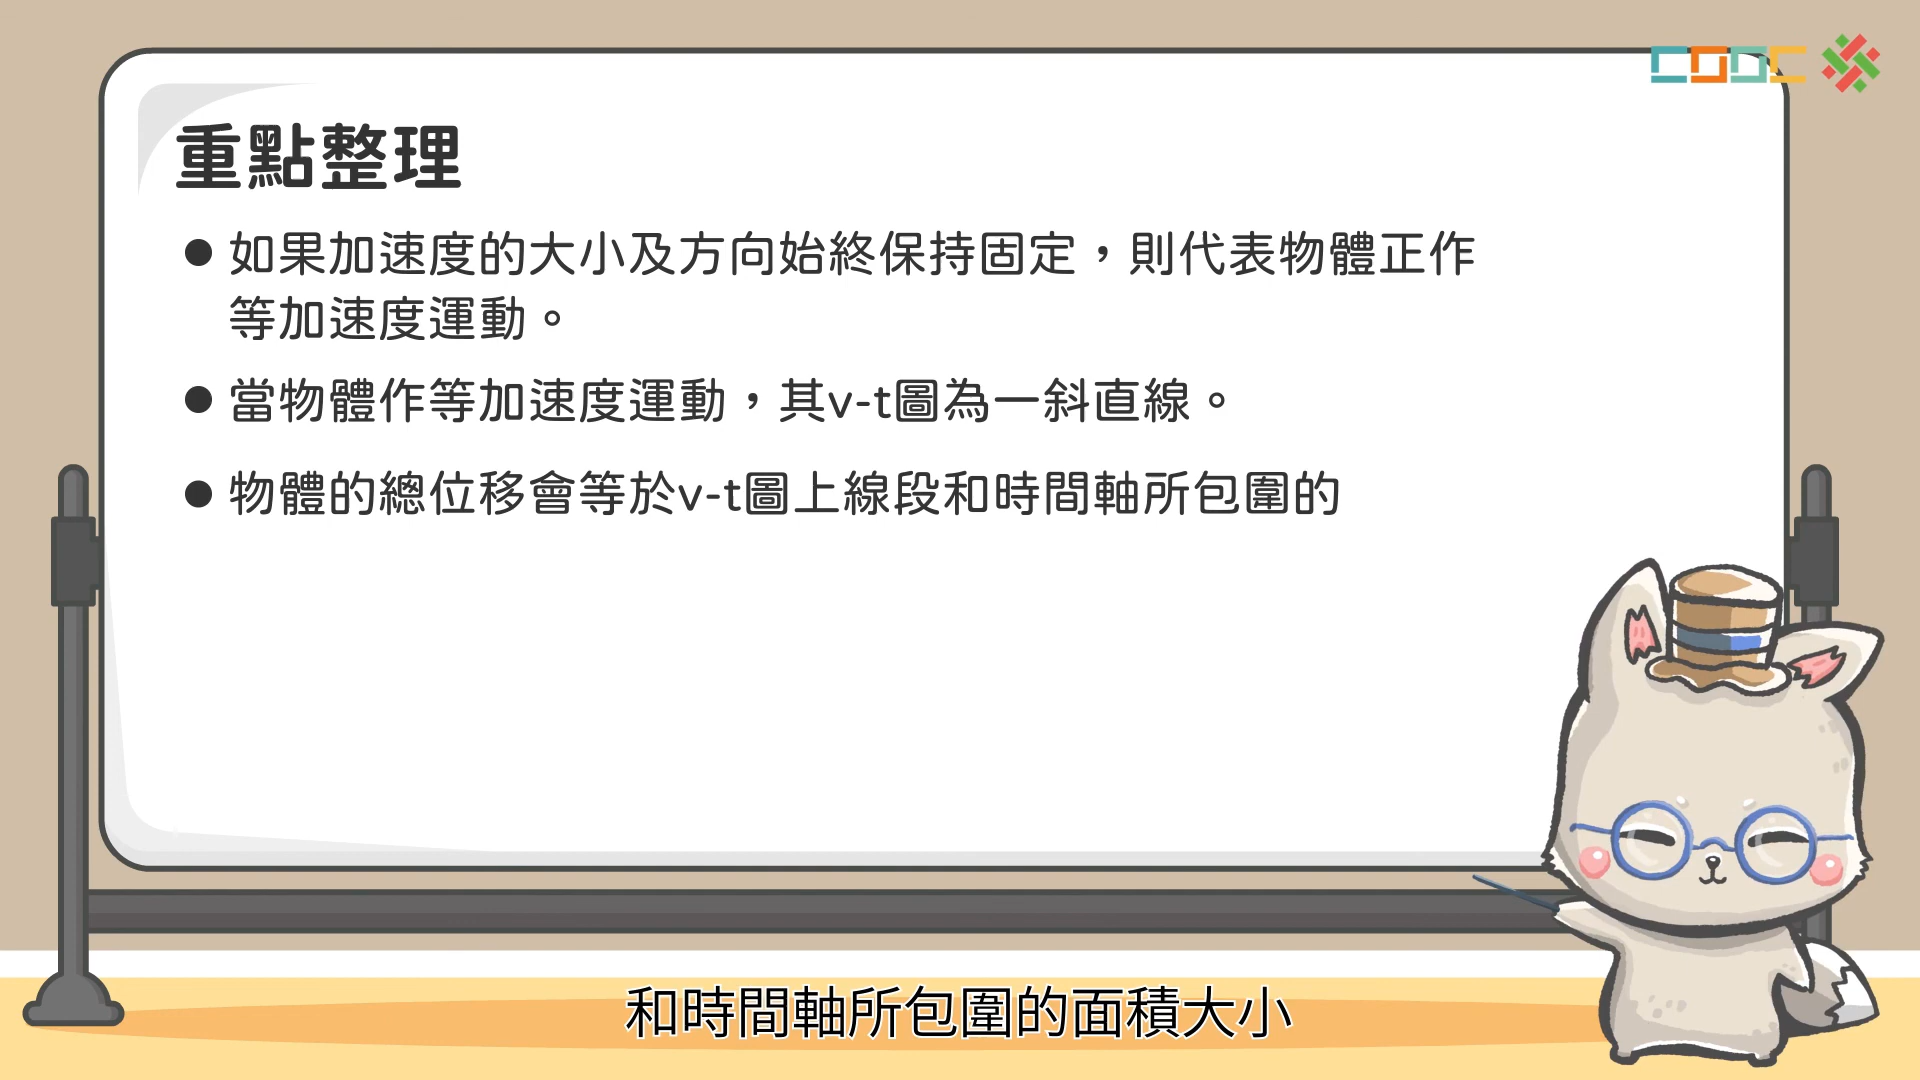 COOC
重點整理
● 如果加速度的大小及方向始終保持固定，則代表物體正作
等加速度運動。
● 當物體作等加速度運動，其v-t圖為一斜直線。
● 物體的總位移會等於v-t圖上線段和時間軸所包圍的
和時間軸所包圍的面積大小